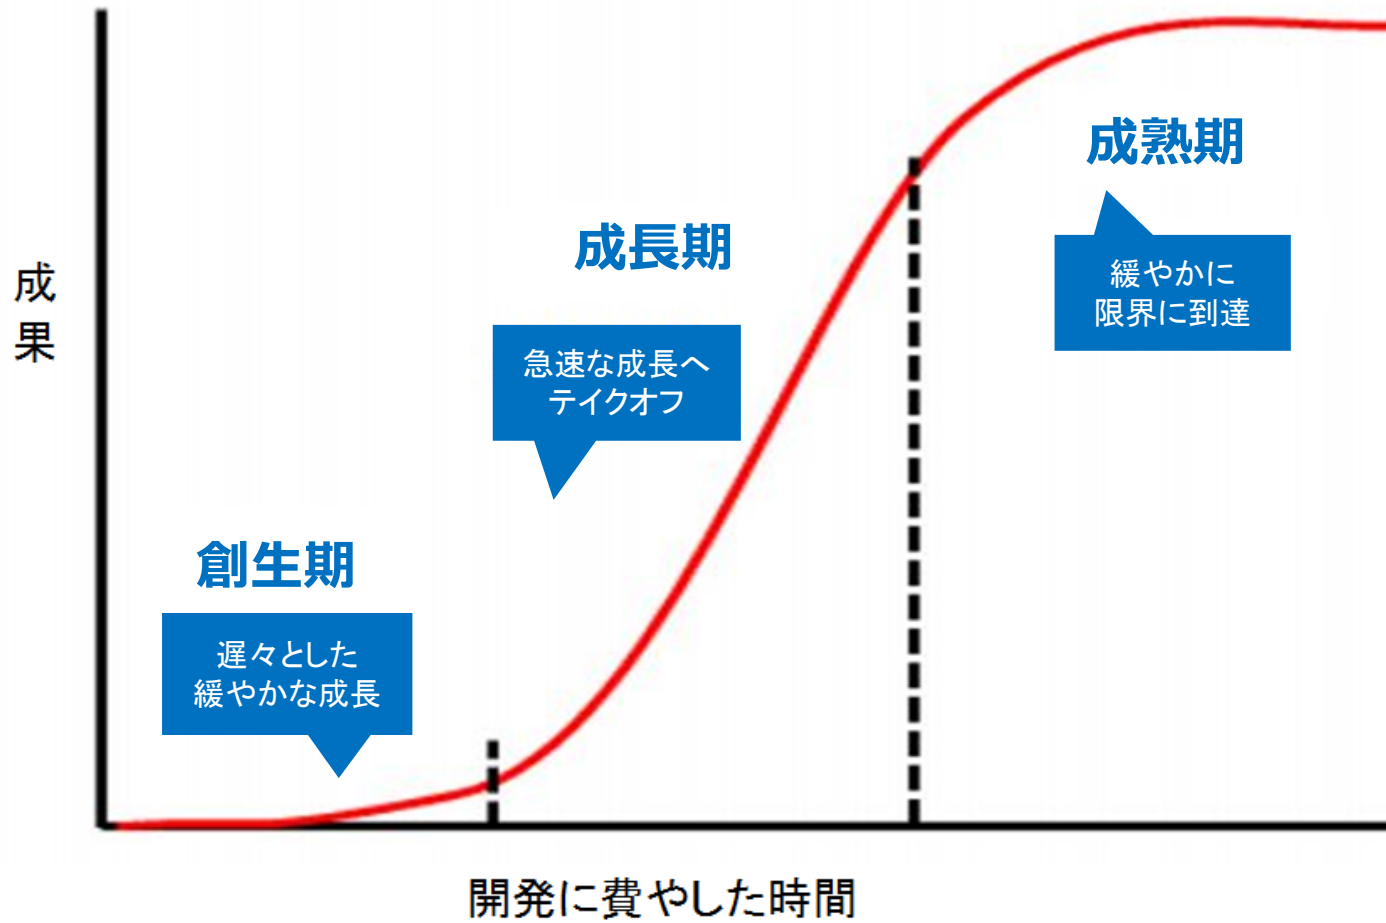 成熟期
緩やかに
限界に到達
成長期
急速な成長へ
テイクオフ
成
果
創生期
遅々とした
緩やかな成長
開発に費やした時間